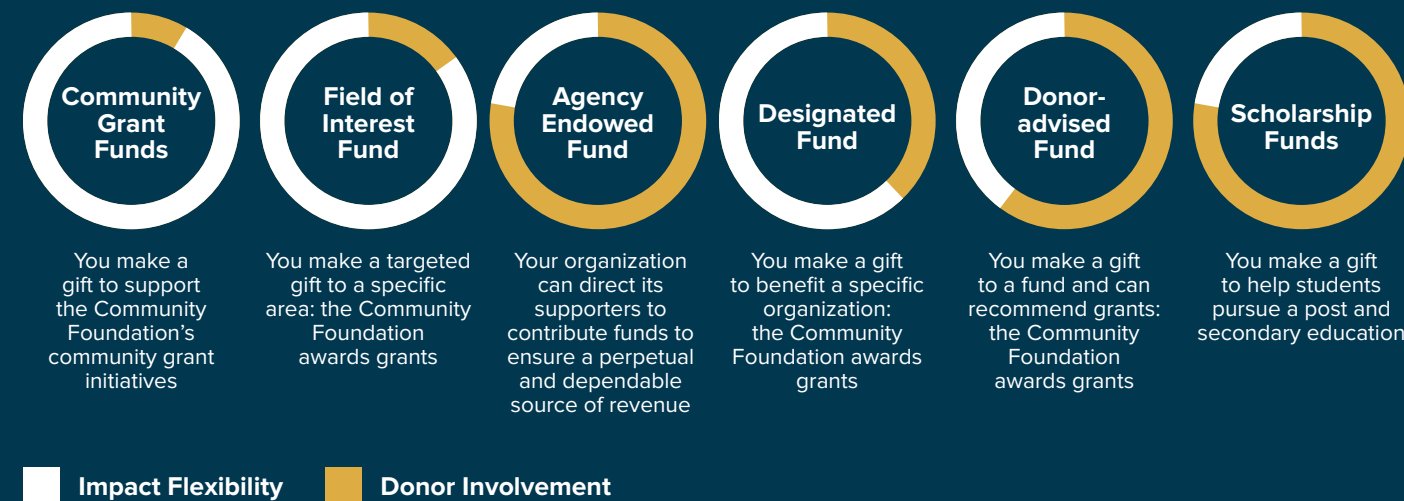 Community
Grant
Funds
You make a
gift to support
the Community
Foundation's
community grant
initiatives
Field of
Interest
Fund
You make a targeted
gift to a specific
area: the Community
Foundation
awards grants
Agency
Endowed
Fund
Your organization
can direct its
supporters to
contribute funds to
ensure a perpetual
and dependable
source of revenue
Designated
Fund
You make a gift
to benefit a specific
organization:
the Community
Foundation awards
grants
Donor-
advised
Fund
You make a gift
to a fund and can
recommend grants:
the Community
Foundation
awards grants
Scholarship
Funds
You make a gift
to help students
pursue a post and
secondary education
Impact Flexibility
Donor Involvement